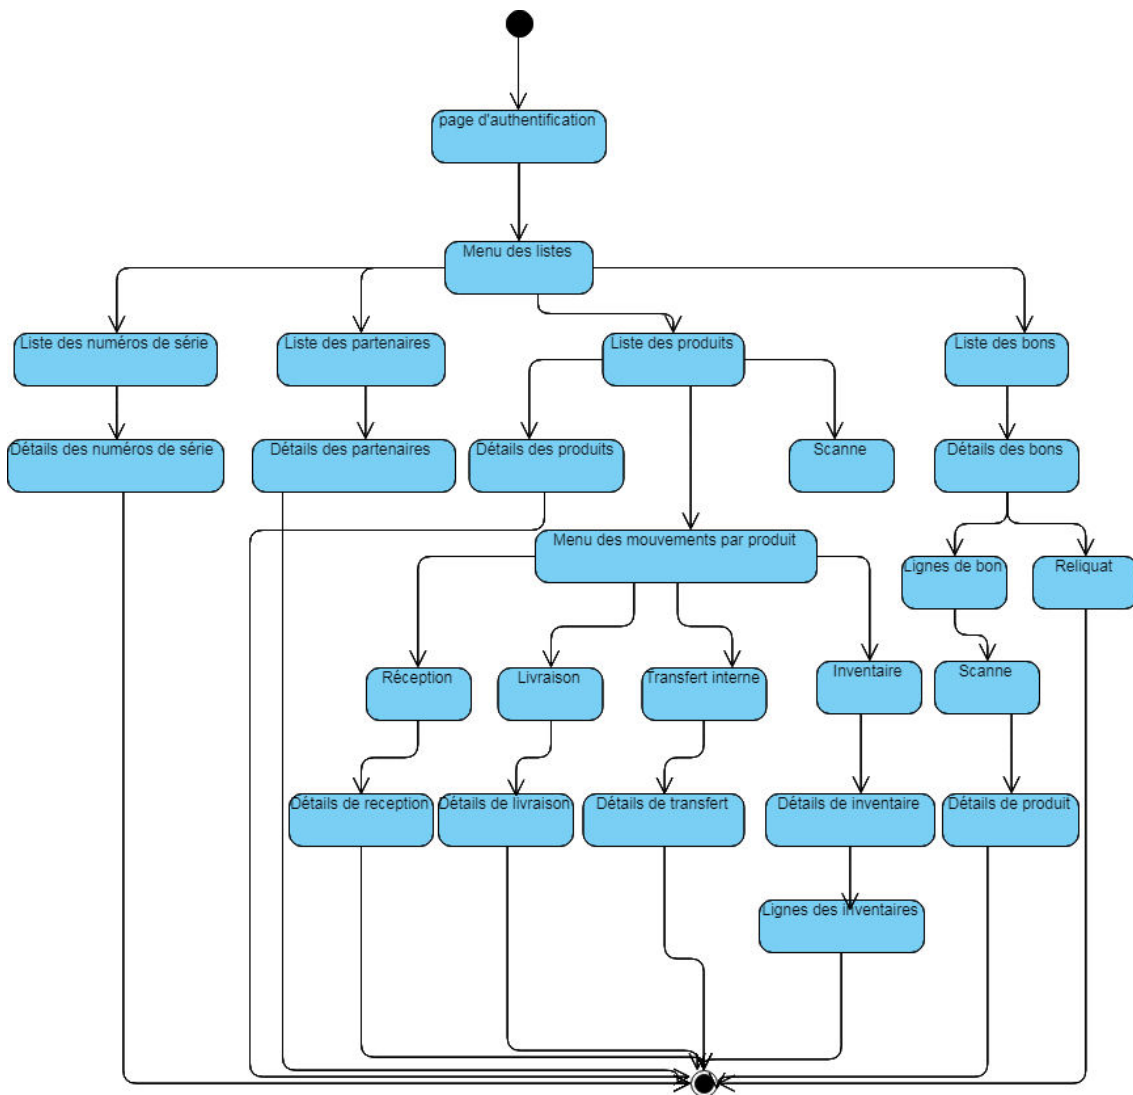 page d'authentification
Menu des listes
Liste des numéros de série
Liste des partenaires
Liste des produits
Liste des bons
Détails des numéros de série
Détails des partenaires
Détails des produits
Scanne
Détails des bons
Menu des mouvements par produit
Lignes de bon
Reliquat
Réception
Livraison
Transfert interne
Inventaire
Scanne
Détails de reception
Détails de livraison
Détails de transfert
Détails de inventaire
Détails de produit
Lignes des inventaires